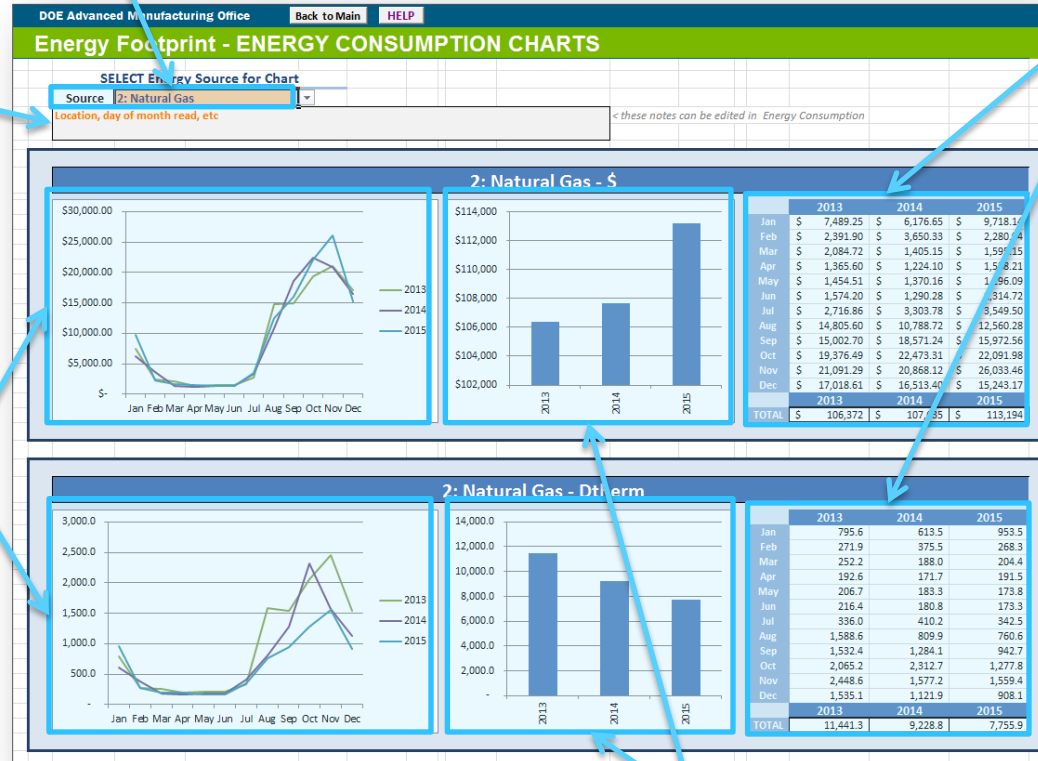 DOE Advanced Manufacturing Office Back to Main HELP
Energy Footprint - ENERGY CONSUMPTION CHARTS
SELECT Energy Source for Chart
Source 2: Natural Gas
Location, day of month read, etc
< these notes can be edited in Energy Consumption
2: Natural Gas - $
$30,000.00
$25,000.00
$20,000.00
$15,000.00
$10,000.00
$5,000.00
$-
Jan Feb Mar Apr May Jun Jul Aug Sep Oct Nov Dec
2013
2014
2015
$114,000
$112,000
$110,000
$108,000
$106,000
$104,000
$102,000
2013 2014 2015
2013 2014 2015
Jan $ 7,489.25 $ 6,176.65 $ 9,718.14
Feb $ 2,391.90 $ 3,650.33 $
Mar $ 2,084.72 $ 1,405.15 $
Apr $ 1,365.60 $ 1,224.10 $
May $ 1,454.51 $ 1,370.16 $
Jun $ 1,574.20 $ 1,290.28 $
Jul $ 2,716.86 $ 3,303.78 $ 3,549.50
Aug $ 14,805.60 $ 10,788.72 $ 12,560.28
Sep $ 15,002.70 $ 18,571.24 $ 15,972.56
Oct $ 19,376.49 $ 22,473.31 $ 22,091.98
Nov $ 21,091.29 $ 20,868.12 $ 26,033.46
Dec $ 17,018.61 $ 16,513.40 $ 15,243.17
2013 2014 2015
TOTAL $ 106,372 $ $ 113,194
2: Natural Gas - Dtherm
3,000.0
2,500.0
2,000.0
1,500.0
1,000.0
500.0
-
Jan Feb Mar Apr May Jun Jul Aug Sep Oct Nov Dec
2013
2014
2015
14,000.0
12,000.0
10,000.0
8,000.0
6,000.0
4,000.0
2,000.0
-
2013 2014 2015
2013 2014 2015
Jan 795.6 613.5 953.5
Feb 271.9 375.5 268.3
Mar 252.2 188.0 204.4
Apr 192.6 171.7 191.5
May 206.7 183.3 173.8
Jun 216.4 180.8 173.3
Jul 336.0 410.2 342.5
Aug 1,588.6 809.9 760.6
Sep 1,532.4 1,284.1 942.7
Oct 2,065.2 2,312.7 1,277.8
Nov 2,448.6 1,577.2 1,559.4
Dec 1,535.1 1,121.9 908.1
2013 2014 2015
TOTAL 11,441.3 9,228.8 7,755.9